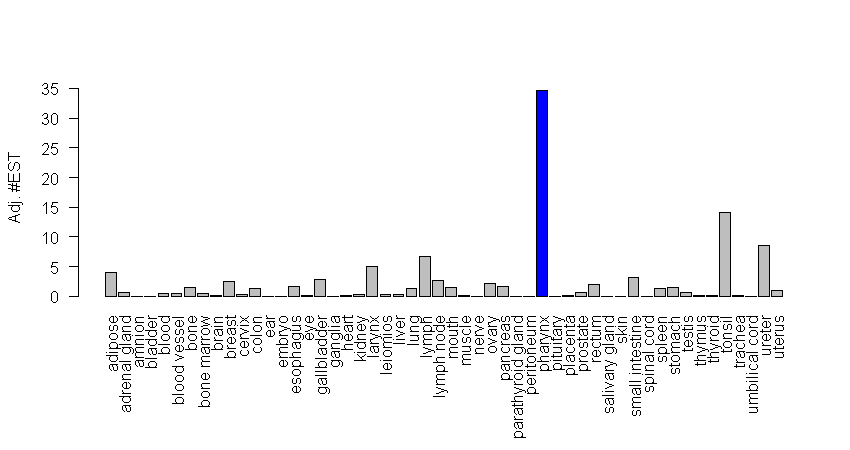 Adj. #EST
35
30
25
20
15
10
5
0
adipose
adrenal gland
amnion
bladder
blood
blood vessel
bone
bone marrow
brain
breast
cervix
colon
ear
embryo
esophagus
eye
gallbladder
ganglia
heart
kidney
larynx
leiomios
liver
lung
lymph
lymph node
mouth
muscle
nerve
ovary
pancreas
parathyroid gland
peritoneum
pharynx
pituitary
placenta
prostate
rectum
salivary gland
skin
small intestine
spinal cord
spleen
stomach
testis
thymus
thyroid
tonsil
trachea
umbilical cord
ureter
uterus